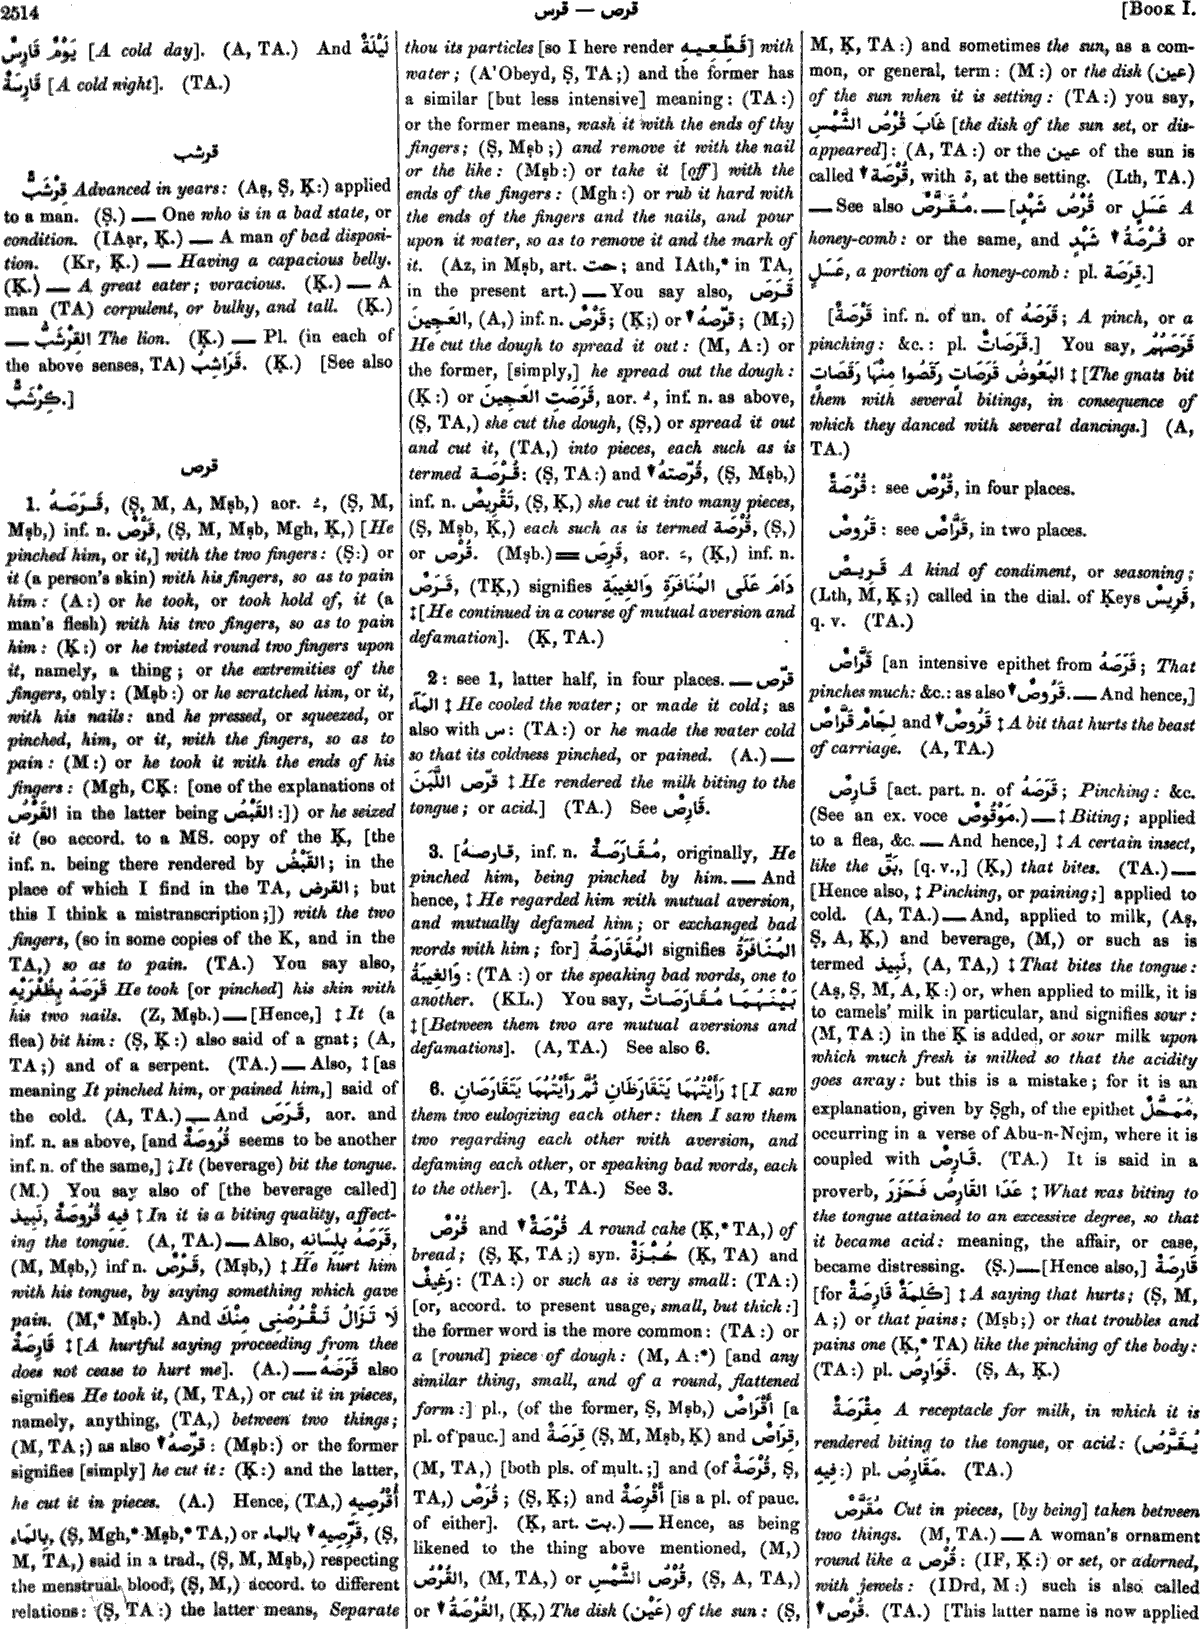 2514
قرص — قرس
[Book I.
يَوْمٌ قَارِسٌ [A cold day]. (A, TA.) And لَيْلَةٌ
قَارِسَةٌ [A cold night]. (TA.)
قرشب
قِرْشَبٌّ Advanced in years: (Aṣ, Ṣ, Ḳ:) applied
to a man. (Ṣ.) — One who is in a bad state, or
condition. (IAạr, Ḳ.) — A man of bad disposi-
tion. (Kr, Ḳ.) — Having a capacious belly.
(Ḳ.) — A great eater; voracious. (Ḳ.) — A
man (TA) corpulent, or bulky, and tall. (Ḳ.)
— القِرْشَبُّ The lion. (Ḳ.) — Pl. (in each of
the above senses, TA) قَرَاشِبُ. (Ḳ.) [See also
كِرْشَبٌّ.]
قرص
1. قَرَصَهُ, (Ṣ, M, A, Mṣb,) aor. ـُ, (Ṣ, M,
Mṣb,) inf. n. قَرْصٌ, (Ṣ, M, Mṣb, Mgh, Ḳ,) [He
pinched him, or it,] with the two fingers: (Ṣ:) or
it (a person's skin) with his fingers, so as to pain
him: (A:) or he took, or took hold of, it (a
man's flesh) with his two fingers, so as to pain
him: (Ḳ:) or he twisted round two fingers upon
it, namely, a thing; or the extremities of the
fingers, only: (Mṣb:) or he scratched him, or it,
with his nails: and he pressed, or squeezed, or
pinched, him, or it, with the fingers, so as to
pain: (M:) or he took it with the ends of his
fingers: (Mgh, CḲ: [one of the explanations of
القَرْصُ in the latter being القَبْصُ:]) or he seized
it (so accord. to a MS. copy of the Ḳ, [the
inf. n. being there rendered by القَبْضُ; in the
place of which I find in the TA, القرض; but
this I think a mistranscription;]) with the two
fingers, (so in some copies of the K, and in the
TA,) so as to pain. (TA.) You say also,
قَرَصَهُ بِظُفْرَيْهِ He took [or pinched] his skin with
his two nails. (Z, Mṣb.) — [Hence,] ‡ It (a
flea) bit him: (Ṣ, Ḳ:) also said of a gnat; (A,
TA;) and of a serpent. (TA.) — Also, ‡ [as
meaning It pinched him, or pained him,] said of
the cold. (A, TA.) — And قَرَصَ, aor. and
inf. n. as above, [and قُرُوصَةٌ seems to be another
inf. n. of the same,] ‡ It (beverage) bit the tongue.
(M.) You say also of [the beverage called]
نَبِيذ, فِيهِ قُرُوصَةٌ ‡ In it is a biting quality, affect-
ing the tongue. (A, TA.) — Also, قَرَصَهُ بِلِسَانِهِ,
(M, Mṣb,) inf n. قَرْصٌ, (Mṣb,) ‡ He hurt him
with his tongue, by saying something which gave
pain. (M,* Mṣb.) And لَا تَزَالُ تَقْرُصُنِى مِنْكَ
قَارِصَةٌ ‡ [A hurtful saying proceeding from thee
does not cease to hurt me]. (A.) — قَرَصَهُ also
signifies He took it, (M, TA,) or cut it in pieces,
namely, anything, (TA,) between two things;
(M, TA;) as also ▼ قرّصهُ: (Mṣb:) or the former
signifies [simply] he cut it: (Ḳ:) and the latter,
he cut it in pieces. (A.) Hence, (TA,) أُقْرُصِيهِ
بِالمَاءِ, (Ṣ, Mgh,* Mṣb,* TA,) or ▼ قَرِّصِيهِ بالماء, (Ṣ,
M, TA,) said in a trad., (Ṣ, M, Mṣb,) respecting
the menstrual blood, (Ṣ, M,) accord. to different
relations: (Ṣ, TA:) the latter means, Separate
thou its particles [so I here render قَطِّعِيهِ] with
water; (A'Obeyd, Ṣ, TA;) and the former has
a similar [but less intensive] meaning: (TA:)
or the former means, wash it with the ends of thy
fingers; (Ṣ, Mṣb;) and remove it with the nail
or the like: (Mṣb:) or take it [off] with the
ends of the fingers: (Mgh:) or rub it hard with
the ends of the fingers and the nails, and pour
upon it water, so as to remove it and the mark of
it. (Az, in Mṣb, art. حت; and IAth,* in TA,
in the present art.) — You say also, قَرَصَ
العَجِينَ, (A,) inf. n. قَرْصٌ; (Ḳ;) or ▼ قرّصهُ; (M;)
He cut the dough to spread it out: (M, A:) or
the former, [simply,] he spread out the dough:
(Ḳ:) or قَرَصَتِ العَجِينَ, aor. ـُ, inf. n. as above,
(Ṣ, TA,) she cut the dough, (Ṣ,) or spread it out
and cut it, (TA,) into pieces, each such as is
termed قُرْصَة: (Ṣ, TA:) and ▼ قَرَّصَتْهُ, (Ṣ, Mṣb,)
inf. n. تَقْرِيصٌ, (Ṣ, Ḳ,) she cut it into many pieces,
(Ṣ, Mṣb, Ḳ,) each such as is termed قُرْصَة, (Ṣ,)
or قُرْص. (Mṣb.) = قَرِصَ, aor. ـَ, (Ḳ,) inf. n.
قَرَصٌ, (TḲ,) signifies دَامَ عَلَى المُنَافَرَةِ وَالغِيبَةِ
‡ [He continued in a course of mutual aversion and
defamation]. (Ḳ, TA.)
2: see 1, latter half, in four places. — قرّص
المَآءَ ‡ He cooled the water; or made it cold; as
also with س: (TA:) or he made the water cold
so that its coldness pinched, or pained. (A.) —
قرّص اللَّبَنَ ‡ He rendered the milk biting to the
tongue; or acid.] (TA.) See قَارِصٌ.
3. [قارصهُ, inf. n. مُقَارَصَةٌ, originally, He
pinched him, being pinched by him. — And
hence, ‡ He regarded him with mutual aversion,
and mutually defamed him; or exchanged bad
words with him; for] المُقَارَصَةُ signifies المُنَافَرَةُ
وَالغِيبَةُ: (TA:) or the speaking bad words, one to
another. (KL.) You say, بَيْنَهُمَا مُقَارَصَاتٌ
‡ [Between them two are mutual aversions and
defamations]. (A, TA.) See also 6.
6. رَأَيْتُهُمَا يَتَقَارَظَانِ ثُمَّ رَأَيْتُهُمَا يَتَقَارَصَانِ ‡ [I saw
them two eulogizing each other: then I saw them
two regarding each other with aversion, and
defaming each other, or speaking bad words, each
to the other]. (A, TA.) See 3.
قُرْصٌ and ▼ قُرْصَةٌ A round cake (Ḳ,* TA,) of
bread; (Ṣ, Ḳ, TA;) syn. خُبْزَةٌ (Ḳ, TA) and
رَغِيفٌ: (TA:) or such as is very small: (TA:)
[or, accord. to present usage, small, but thick:]
the former word is the more common: (TA:) or
a [round] piece of dough: (M, A:*) [and any
similar thing, small, and of a round, flattened
form:] pl., (of the former, Ṣ, Mṣb,) أَقْرَاصٌ [a
pl. of pauc.] and قِرَصَةٌ (Ṣ, M, Mṣb, Ḳ) and قِرَاصٌ,
(M, TA,) [both pls. of mult.;] and (of قُرْصَةٌ, Ṣ,
TA,) قُرَصٌ; (Ṣ, Ḳ;) and أَقْرِصَةٌ [is a pl. of pauc.
of either]. (Ḳ, art. بت.) — Hence, as being
likened to the thing above mentioned, (M,)
القُرْصُ, (M, TA,) or قُرْصُ الشَّمْسِ, (Ṣ, A, TA,)
or ▼ القُرْصَةُ, (Ḳ,) The disk (عَيْن) of the sun: (Ṣ,
M, Ḳ, TA:) and sometimes the sun, as a com-
mon, or general, term: (M:) or the disk (عين)
of the sun when it is setting: (TA:) you say,
غَابَ قُرْصُ الشَّمْسِ [the disk of the sun set, or dis-
appeared]: (A, TA:) or the عين of the sun is
called ▼ قُرْصَة, with ة, at the setting. (Lth, TA.)
— See also مُقَرَّصٌ. — [قُرْصُ شَهْدٍ or عَسَلٍ A
honey-comb: or the same, and ▼ قُرْصَةُ شَهْدٍ or
عَسَلٍ, a portion of a honey-comb: pl. قِرَصَةٌ.]
[قَرْصَةٌ inf. n. of un. of قَرَصَهُ; A pinch, or a
pinching: &c.: pl. قَرَصَاتٌ.] You say, قَرَصَهُمُ
البَعُوضُ قَرَصَاتٍ رَقَصُوا مِنْهَا رَقَصَاتٍ ‡ [The gnats bit
them with several bitings, in consequence of
which they danced with several dancings.] (A,
TA.)
قُرْصَةٌ: see قُرْصٌ, in four places.
قَرُوصٌ: see قَرَّاصٌ, in two places.
قَرِيصٌ A kind of condiment, or seasoning;
(Lth, M, Ḳ;) called in the dial. of Ḳeys قَرِيسٌ,
q. v. (TA.)
قَرَّاصٌ [an intensive epithet from قَرَصَهُ; That
pinches much: &c.: as also ▼ قَرُوصٌ. — And hence,]
لِجَامٌ قَرَّاصٌ and ▼ قَرُوصٌ ‡ A bit that hurts the beast
of carriage. (A, TA.)
قَارِصٌ [act. part. n. of قَرَصَهُ; Pinching: &c.
(See an ex. voce مَوْقُوصٌ.) — ‡ Biting; applied
to a flea, &c. — And hence,] ‡ A certain insect,
like the بَقّ, [q. v.,] (Ḳ,) that bites. (TA.) —
[Hence also, ‡ Pinching, or paining;] applied to
cold. (A, TA.) — And, applied to milk, (Aṣ,
Ṣ, A, Ḳ,) and beverage, (M,) or such as is
termed نَبِيذ, (A, TA,) ‡ That bites the tongue:
(Aṣ, Ṣ, M, A, Ḳ:) or, when applied to milk, it is
to camels' milk in particular, and signifies sour:
(M, TA:) in the Ḳ is added, or sour milk upon
which much fresh is milked so that the acidity
goes away: but this is a mistake; for it is an
explanation, given by Ṣgh, of the epithet مُمَحَّلٌ,
occurring in a verse of Abu-n-Nejm, where it is
coupled with قَارِصٌ. (TA.) It is said in a
proverb, عَدَا القَارِصُ فَحَزَرَ ‡ What was biting to
the tongue attained to an excessive degree, so that
it became acid: meaning, the affair, or case,
became distressing. (Ṣ.) — [Hence also,] قَارِصَةٌ
[for كَلِمَةٌ قَارِصَةٌ] ‡ A saying that hurts; (Ṣ, M,
A;) or that pains; (Mṣb;) or that troubles and
pains one (Ḳ,* TA) like the pinching of the body:
(TA:) pl. قَوَارِصُ. (Ṣ, A, Ḳ.)
مِقْرَصَةٌ A receptacle for milk, in which it is
rendered biting to the tongue, or acid: (يُقَرَّصُ
فِيهِ:) pl. مَقَارِصُ. (TA.)
مُقَرَّصٌ Cut in pieces, [by being] taken between
two things. (M, TA.) — A woman's ornament
round like a قُرْص: (IF, Ḳ:) or set, or adorned,
with jewels: (IDrd, M:) such is also called
▼ قُرْص. (TA.) [This latter name is now applied